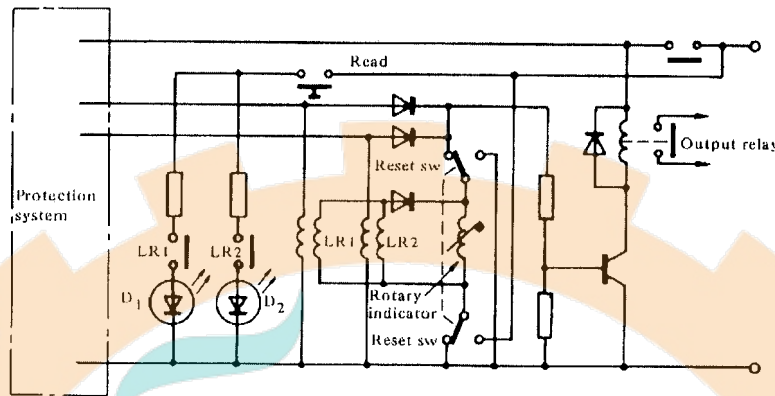 Read
Reset sw
Output relay
Protection
system
LR1
LR2
LR1
LR2
D1
D2
Rotary
indicator
Reset sw